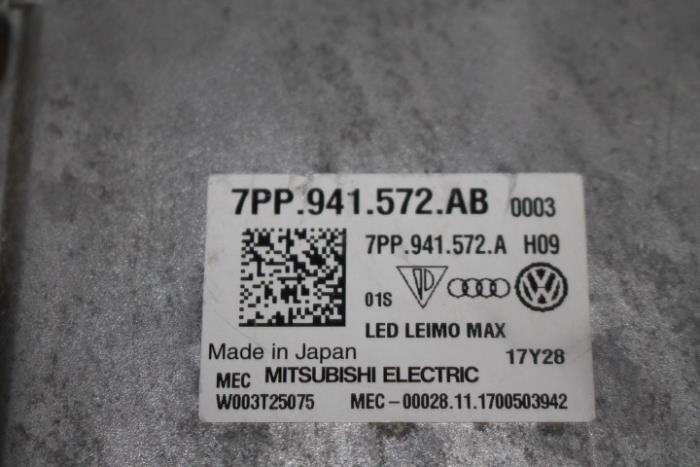 7PP.941.572.AB 0003
7PP.941.572.A H09
01S
LED LEIMO MAX
Made in Japan 17Y28
MEC MITSUBISHI ELECTRIC
W003T25075 MEC-00028.11.1700503942